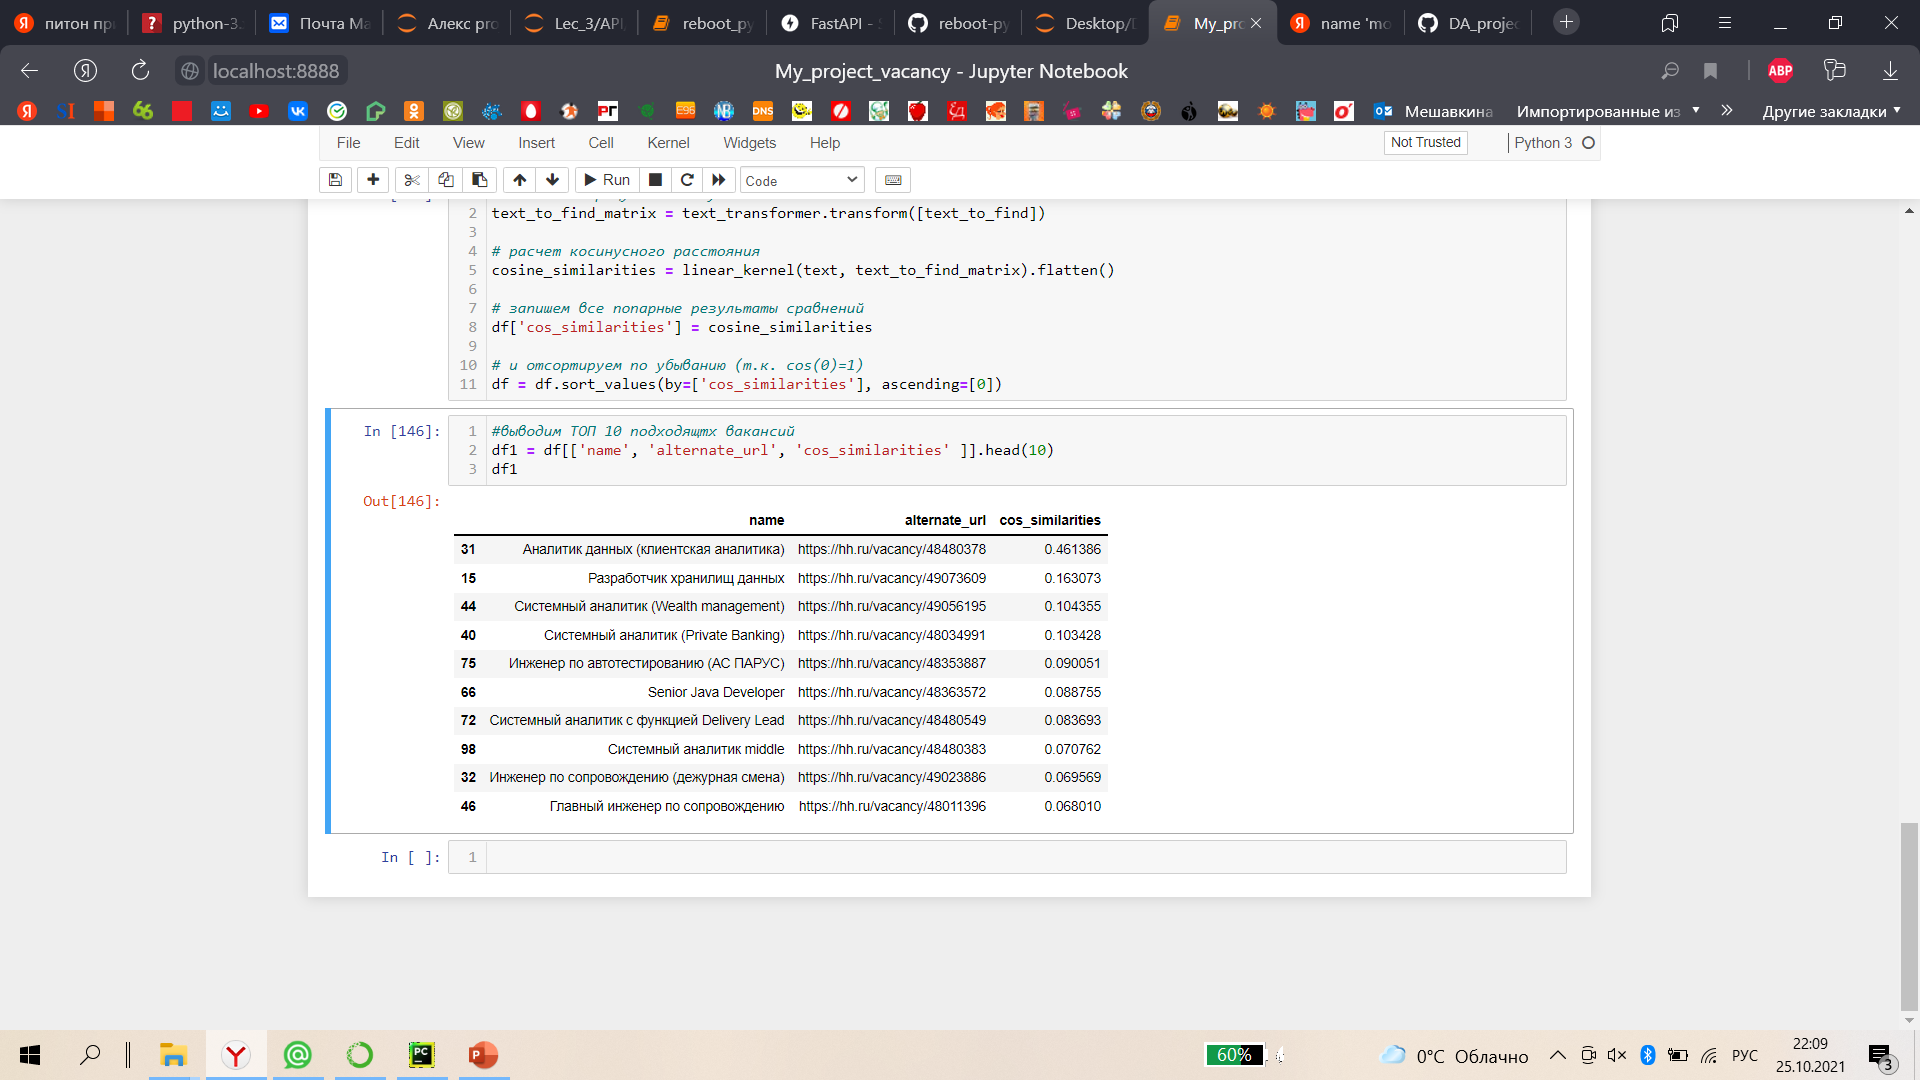 питон пр
python-3.
Почта Ма
Алекс pro
Lec_3/API
reboot_py
FastAPI - S
reboot-py
Desktop/
My_pro
name 'mo
DA_projec
localhost:8888
My_project_vacancy - Jupyter Notebook
ABP
Мешавкина
Импортированные из
Другие закладки
File Edit View Insert Cell Kernel Widgets Help
Not Trusted
Python 3
Run
Code
2 text_to_find_matrix = text_transformer.transform([text_to_find])
3
4 # расчет косинусного расстояния
5 cosine_similarities = linear_kernel(text, text_to_find_matrix).flatten()
6
7 # запишем все попарные результаты сравнений
8 df['cos_similarities'] = cosine_similarities
9
10 # и отсортируем по убыванию (т.к. cos(0)=1)
11 df = df.sort_values(by=['cos_similarities'], ascending=[0])
In [146]:
1 #выводим ТОП 10 подходящтх вакансий
2 df1 = df[['name', 'alternate_url', 'cos_similarities' ]].head(10)
3 df1
Out[146]:
name alternate_url cos_similarities
31 Аналитик данных (клиентская аналитика) https://hh.ru/vacancy/48480378 0.461386
15 Разработчик хранилищ данных https://hh.ru/vacancy/49073609 0.163073
44 Системный аналитик (Wealth management) https://hh.ru/vacancy/49056195 0.104355
40 Системный аналитик (Private Banking) https://hh.ru/vacancy/48034991 0.103428
75 Инженер по автотестированию (АС ПАРУС) https://hh.ru/vacancy/48353887 0.090051
66 Senior Java Developer https://hh.ru/vacancy/48363572 0.088755
72 Системный аналитик с функцией Delivery Lead https://hh.ru/vacancy/48480549 0.083693
98 Системный аналитик middle https://hh.ru/vacancy/48480383 0.070762
32 Инженер по сопровождению (дежурная смена) https://hh.ru/vacancy/49023886 0.069569
46 Главный инженер по сопровождению https://hh.ru/vacancy/48011396 0.068010
In [ ]:
1
60%
0°C Облачно
РУС
22:09
25.10.2021
3